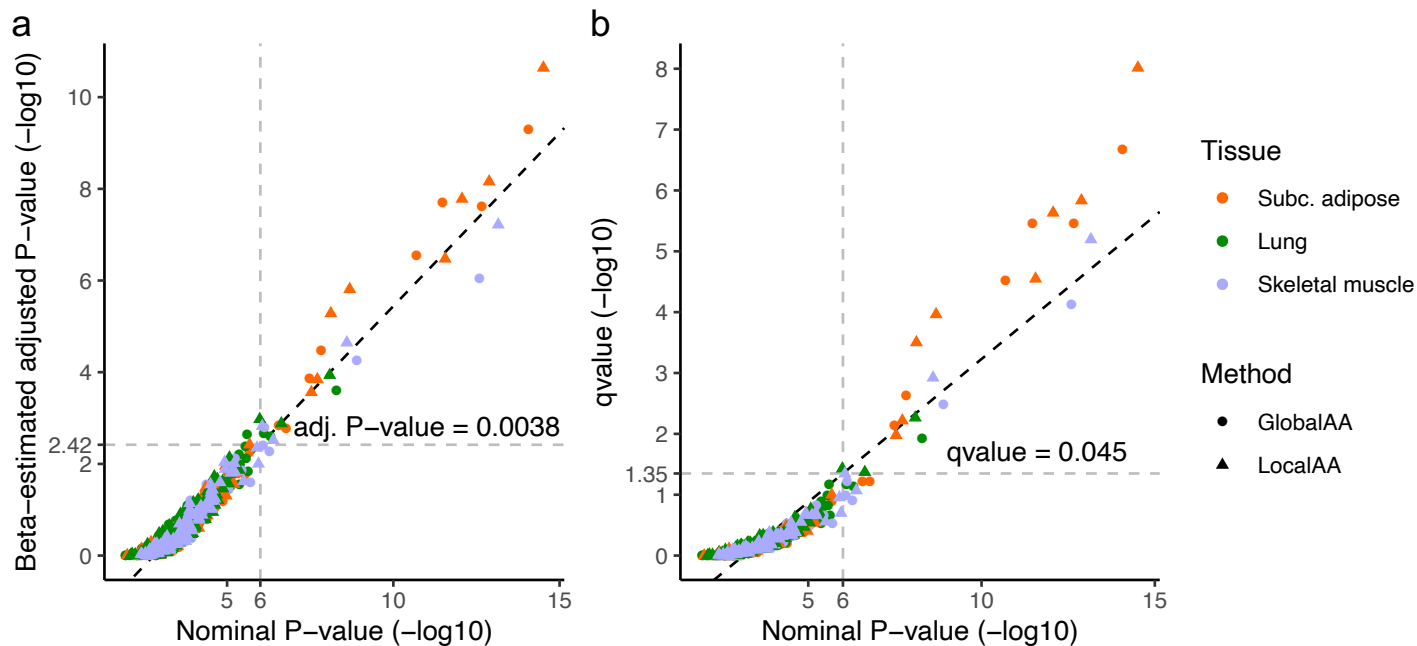 a
Beta−estimated adjusted P−value (−log10)
10
8
6
4
2.42
2
0
adj. P−value = 0.0038
5
6
10
15
Nominal P−value (−log10)
b
qvalue (−log10)
8
7
6
5
4
3
2
1.35
1
0
qvalue = 0.045
5
6
10
15
Nominal P−value (−log10)
Tissue
Subc. adipose
Lung
Skeletal muscle
Method
GlobalAA
LocalAA